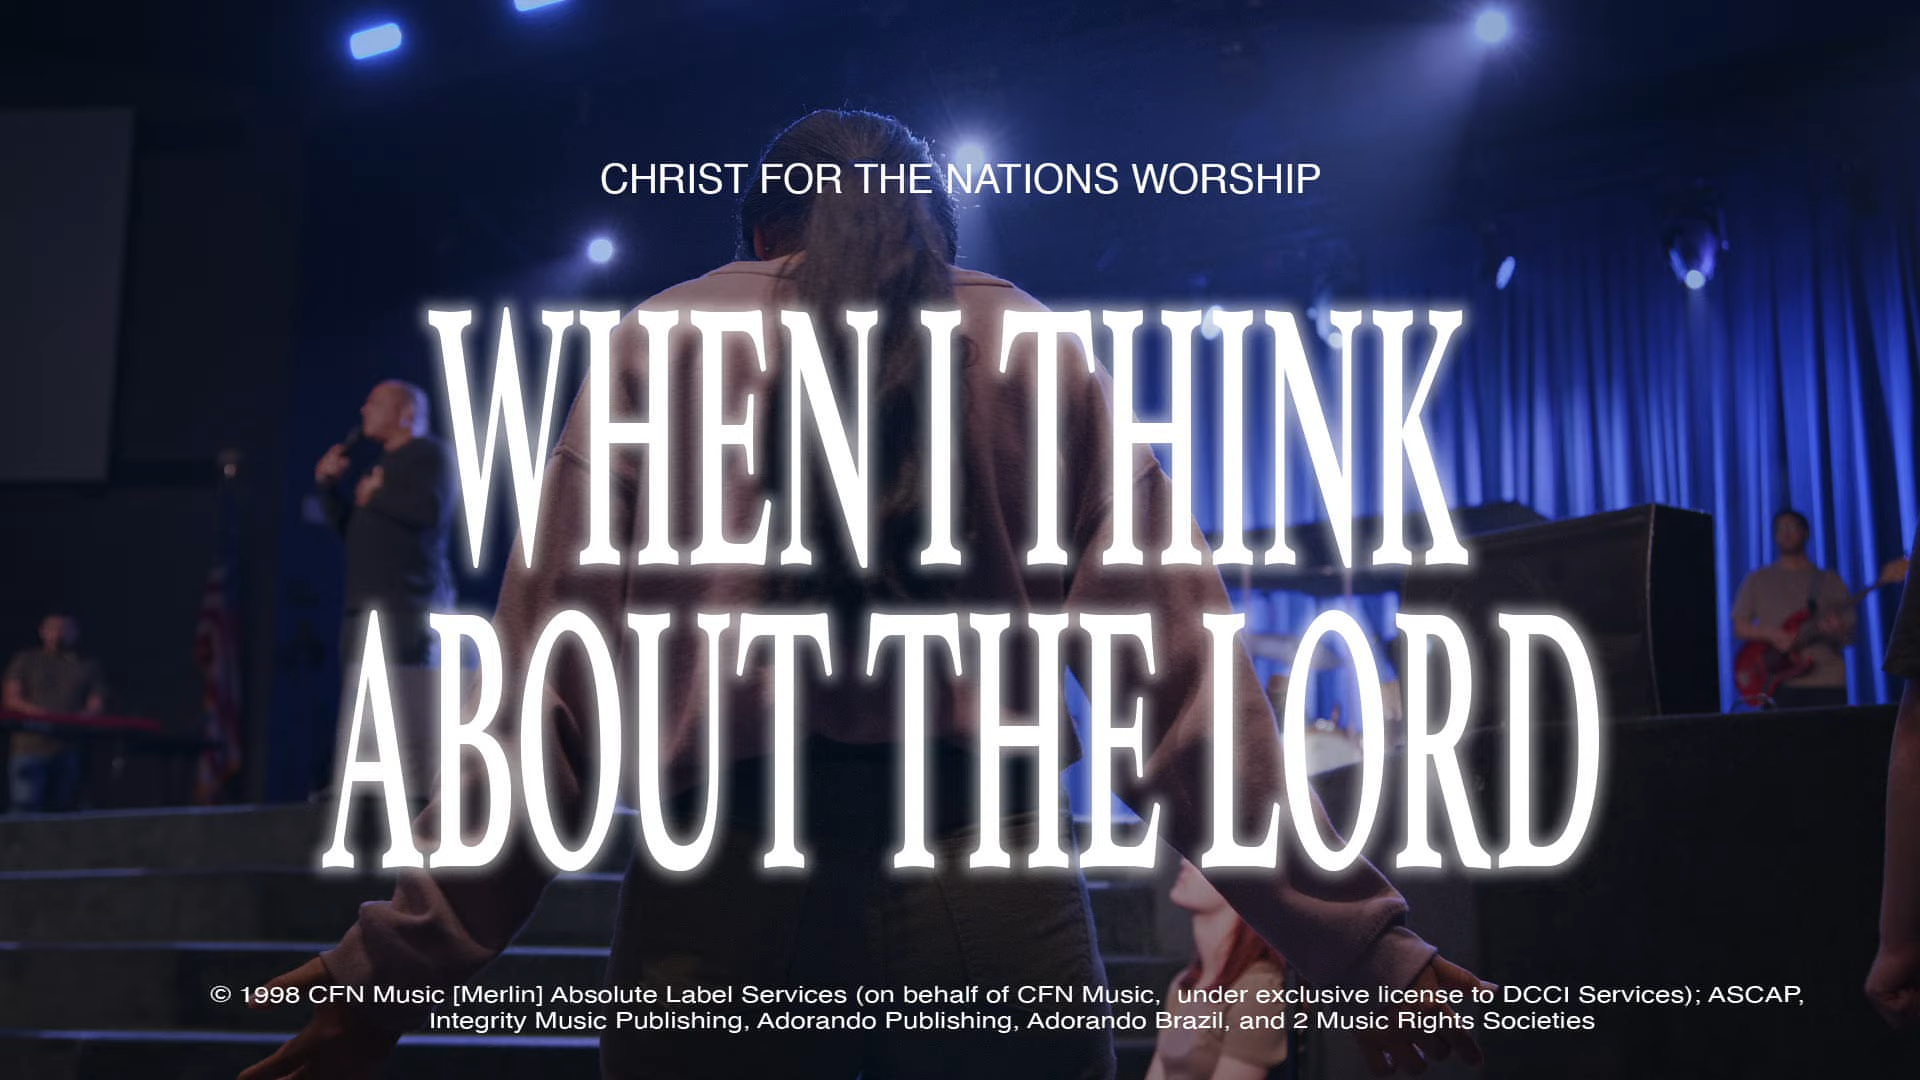 CHRIST FOR THE NATIONS WORSHIP
WHEN I THINK
ABOUT THE LORD
© 1998 CFN Music [Merlin] Absolute Label Services (on behalf of CFN Music,  under exclusive license to DCCI Services); ASCAP,
Integrity Music Publishing, Adorando Publishing, Adorando Brazil, and 2 Music Rights Societies